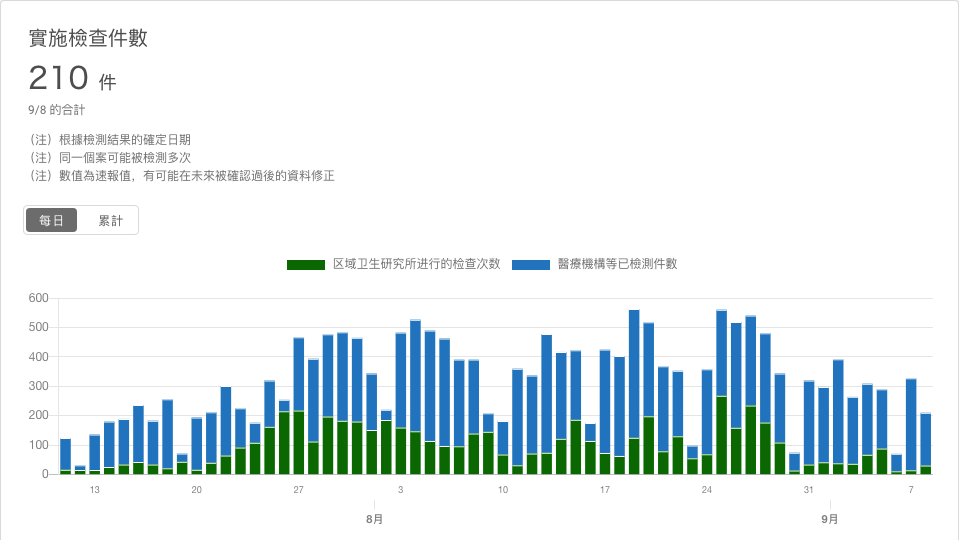 實施檢查件數
210 件
9/8 的合計
（注）根據檢測結果的確定日期
（注）同一個案可能被檢測多次
（注）數值為速報值，有可能在未來被確認過後的資料修正
每日 累計
区域卫生研究所进行的检查次数 醫療機構等已檢測件數
600
500
400
300
200
100
0
13 20 27 3 10 17 24 31 7
8月 9月